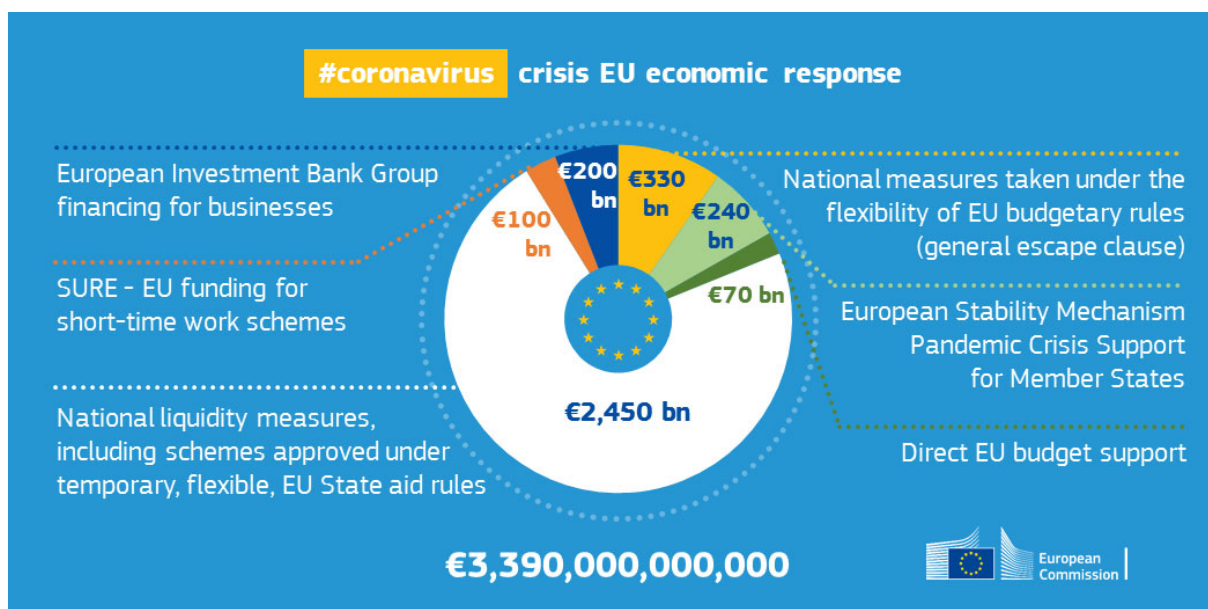 #coronavirus crisis EU economic response
European Investment Bank Group
financing for businesses
SURE - EU funding for
short-time work schemes
National liquidity measures,
including schemes approved under
temporary, flexible, EU State aid rules
€200
bn
€330
bn
€240
bn
€100
bn
€70 bn
€2,450 bn
National measures taken under the
flexibility of EU budgetary rules
(general escape clause)
European Stability Mechanism
Pandemic Crisis Support
for Member States
Direct EU budget support
€3,390,000,000,000
European
Commission